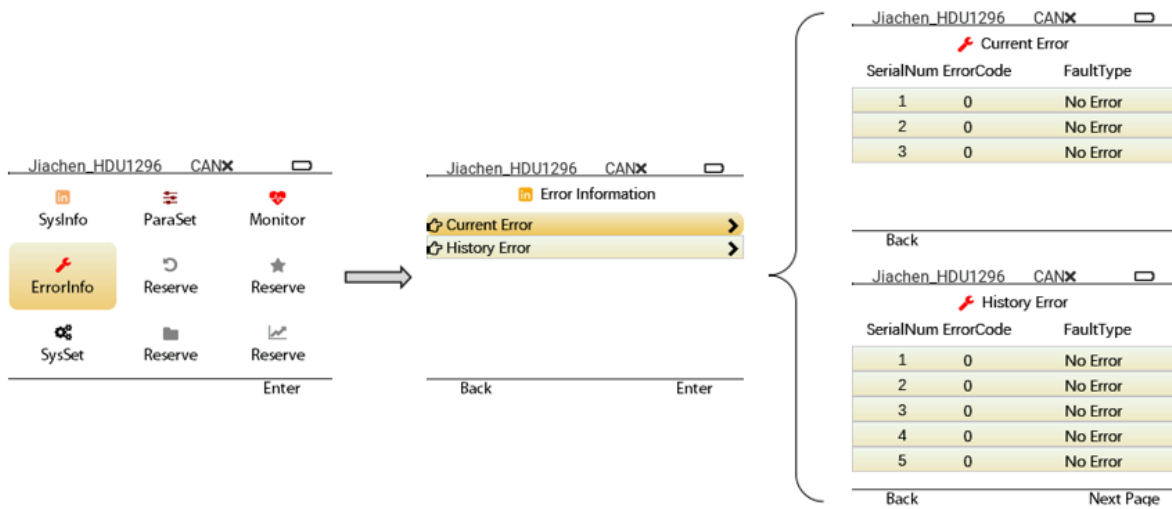 Jiachen_HDU1296 CAN✖
SysInfo ParaSet Monitor
ErrorInfo Reserve Reserve
SysSet Reserve Reserve
Enter
Jiachen_HDU1296 CAN✖
in Error Information
Current Error
History Error
Back Enter
Jiachen_HDU1296 CAN✖
Current Error
SerialNum ErrorCode FaultType
1 0 No Error
2 0 No Error
3 0 No Error
Back
Jiachen_HDU1296 CAN✖
History Error
SerialNum ErrorCode FaultType
1 0 No Error
2 0 No Error
3 0 No Error
4 0 No Error
5 0 No Error
Back Next Page